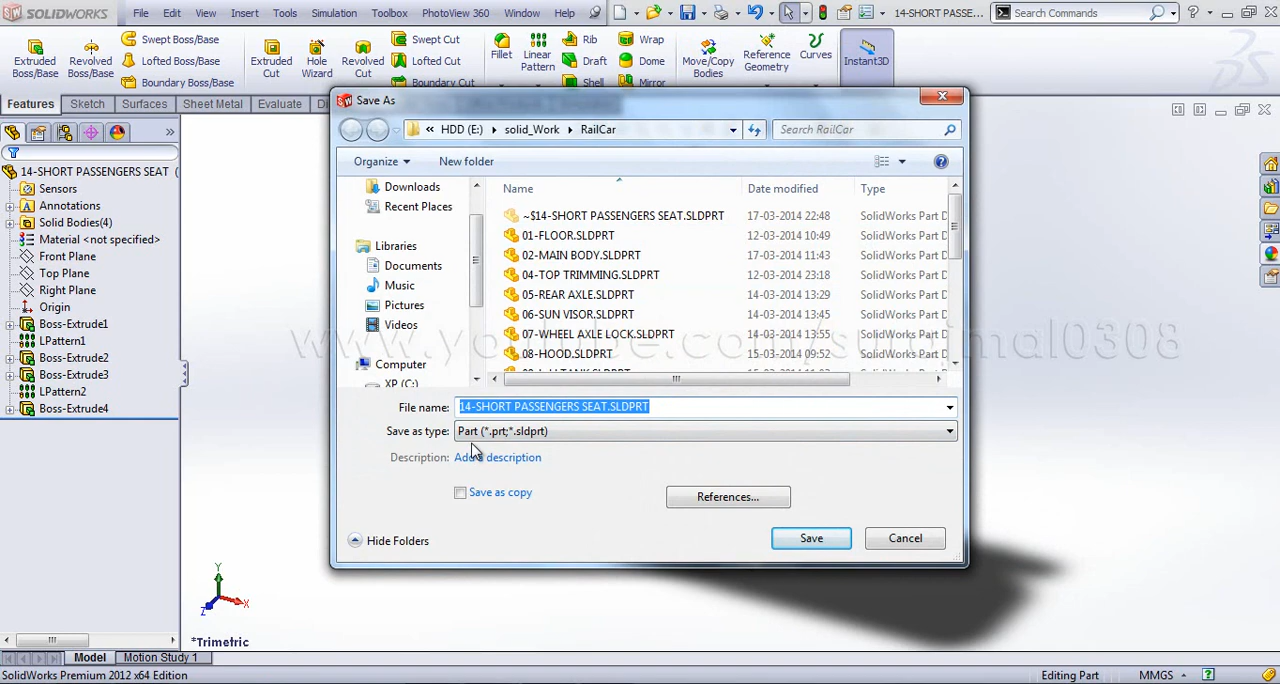 SOLIDWORKS File Edit View Insert Tools Simulation Toolbox PhotoView 360 Window Help 14-SHORT PASSE... Search Commands
Extruded Boss/Base
Revolved Boss/Base
Swept Boss/Base
Lofted Boss/Base
Boundary Boss/Base
Extruded Cut
Hole Wizard
Revolved Cut
Swept Cut
Lofted Cut
Boundary Cut
Fillet
Linear Pattern
Rib
Draft
Shell
Wrap
Dome
Mirror
Move/Copy Bodies
Reference Geometry
Curves
Instant3D
Features Sketch Surfaces Sheet Metal Evaluate
14-SHORT PASSENGERS SEAT (
Sensors
Annotations
Solid Bodies(4)
Material <not specified>
Front Plane
Top Plane
Right Plane
Origin
Boss-Extrude1
LPattern1
Boss-Extrude2
Boss-Extrude3
LPattern2
Boss-Extrude4
Save As
« HDD (E:) solid_Work RailCar Search RailCar
Organize New folder
Downloads
Recent Places
Libraries
Documents
Music
Pictures
Videos
Computer
XP (C:)
Name Date modified Type
~$14-SHORT PASSENGERS SEAT.SLDPRT 17-03-2014 22:48 SolidWorks Part D
01-FLOOR.SLDPRT 12-03-2014 10:49 SolidWorks Part D
02-MAIN BODY.SLDPRT 17-03-2014 11:43 SolidWorks Part D
04-TOP TRIMMING.SLDPRT 12-03-2014 23:18 SolidWorks Part D
05-REAR AXLE.SLDPRT 14-03-2014 13:29 SolidWorks Part D
06-SUN VISOR.SLDPRT 14-03-2014 13:45 SolidWorks Part D
07-WHEEL AXLE LOCK.SLDPRT 14-03-2014 13:55 SolidWorks Part D
08-HOOD.SLDPRT 15-03-2014 09:52 SolidWorks Part D
File name: 14-SHORT PASSENGERS SEAT.SLDPRT
Save as type: Part (*.prt;*.sldprt)
Description: Add a description
Save as copy
References...
Hide Folders Save Cancel
Y
X
Z
*Trimetric
Model Motion Study 1
SolidWorks Premium 2012 x64 Edition Editing Part MMGS